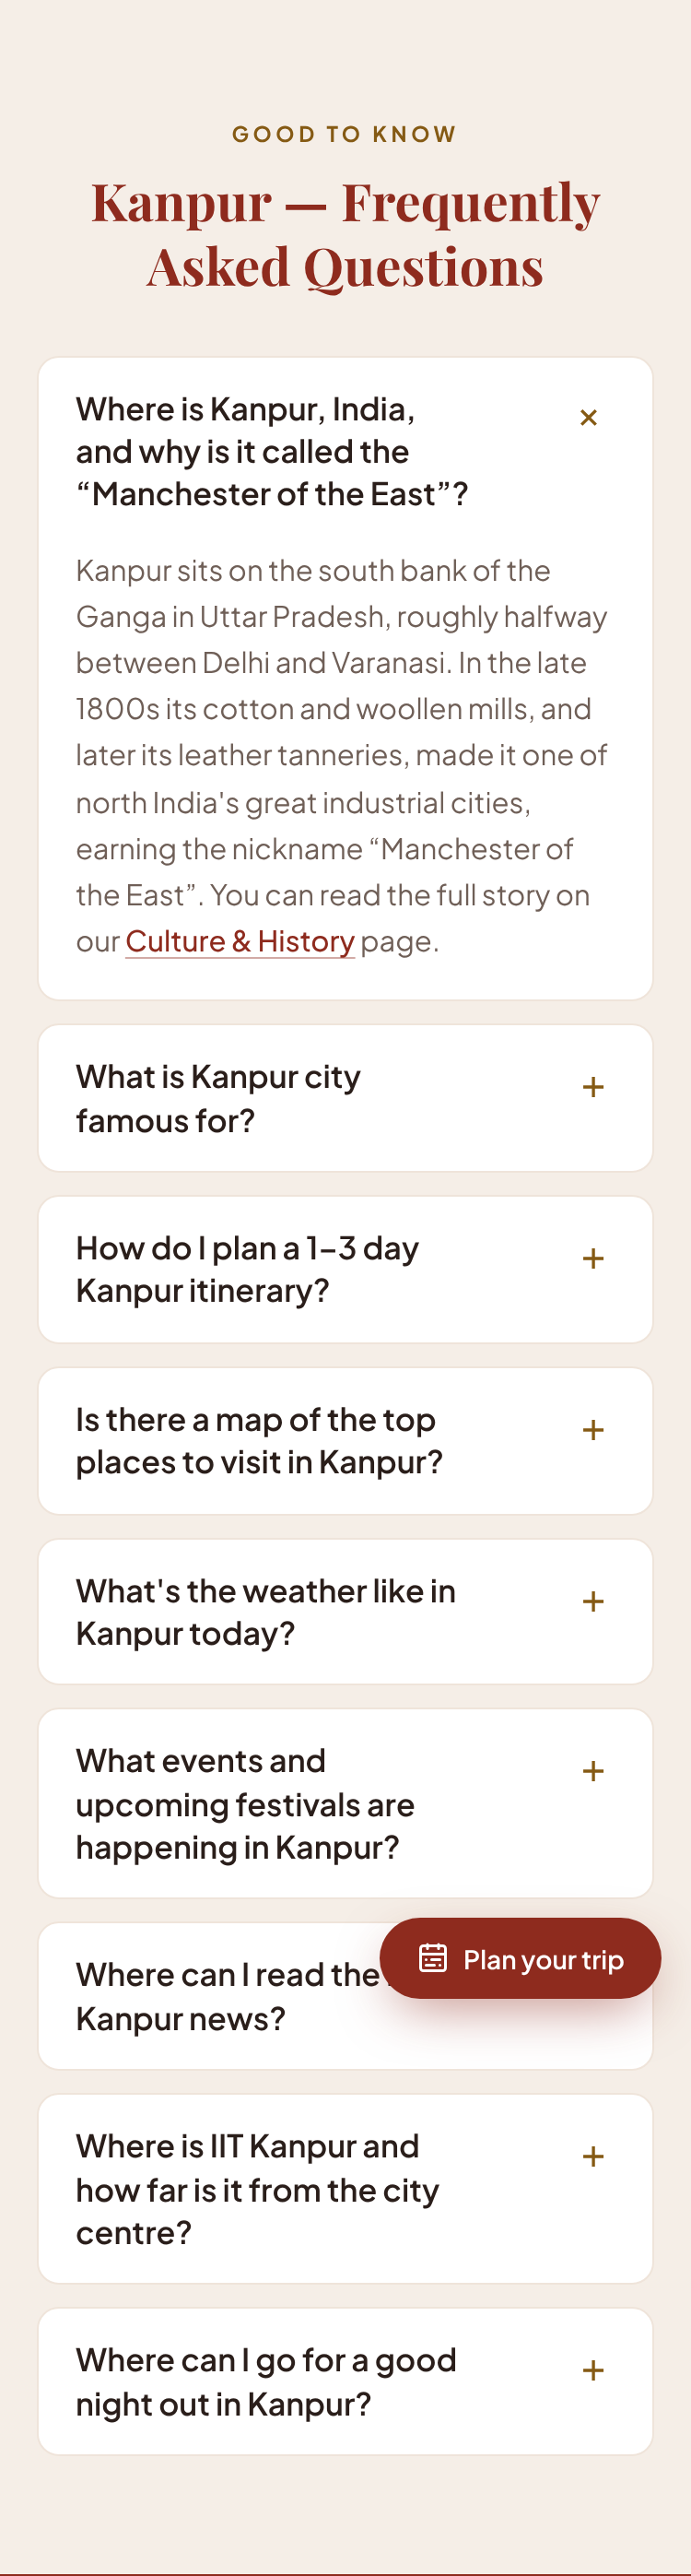 GOOD TO KNOW
Kanpur — Frequently
Asked Questions
Where is Kanpur, India,
and why is it called the
“Manchester of the East”?
Kanpur sits on the south bank of the
Ganga in Uttar Pradesh, roughly halfway
between Delhi and Varanasi. In the late
1800s its cotton and woollen mills, and
later its leather tanneries, made it one of
north India's great industrial cities,
earning the nickname “Manchester of
the East”. You can read the full story on
our Culture & History page.
What is Kanpur city
famous for?
How do I plan a 1–3 day
Kanpur itinerary?
Is there a map of the top
places to visit in Kanpur?
What's the weather like in
Kanpur today?
What events and
upcoming festivals are
happening in Kanpur?
Plan your trip
Where can I read the
Kanpur news?
Where is IIT Kanpur and
how far is it from the city
centre?
Where can I go for a good
night out in Kanpur?